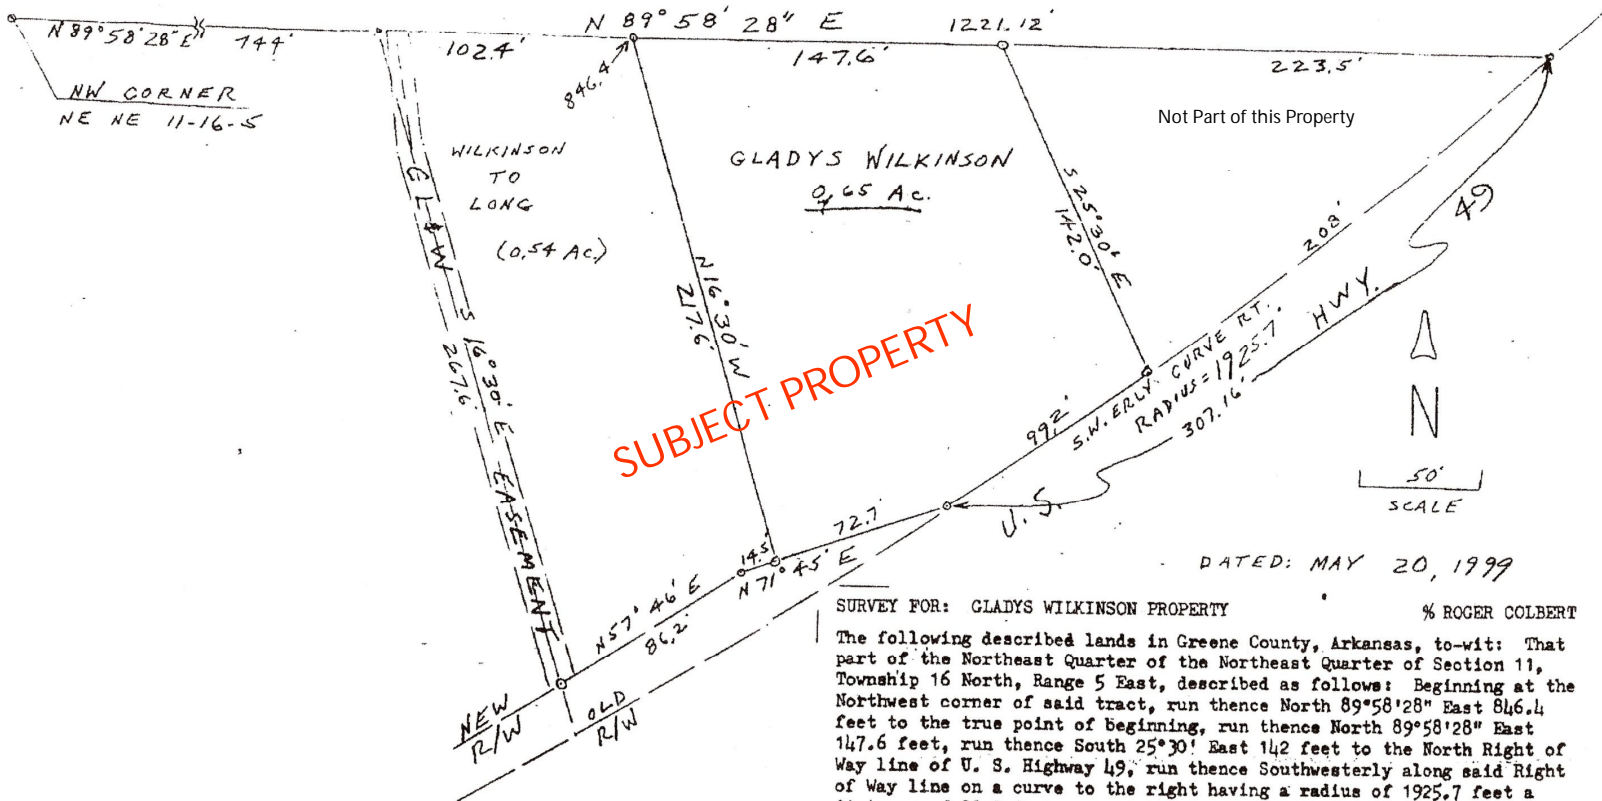 N 89° 58' 28" E 744'
102.4'
N 89° 58' 28" E 1221.12'
147.6'
223.5'
846.4
NW CORNER
NE NE 11-16-5
Not Part of this Property
WILKINSON
TO
LONG
(0.54 Ac.)
GLADYS WILKINSON
0.65 Ac.
CL&W
S 16° 30' E EASEMENT
267.6'
N 16° 30' W
217.6'
S 25° 30' E
142.0'
SUBJECT PROPERTY
208'
99.2'
S.W. ERLY. CURVE RT.
RADIUS = 1925.7'
307.16'
U.S. HWY. 49
N
50'
SCALE
72.7
14.5'
N 71° 45' E
N 57° 46' E
86.2'
NEW
R/W
OLD
R/W
DATED: MAY 20, 1999
SURVEY FOR: GLADYS WILKINSON PROPERTY % ROGER COLBERT
The following described lands in Greene County, Arkansas, to-wit: That
part of the Northeast Quarter of the Northeast Quarter of Section 11,
Township 16 North, Range 5 East, described as follows: Beginning at the
Northwest corner of said tract, run thence North 89°58'28" East 846.4
feet to the true point of beginning, run thence North 89°58'28" East
147.6 feet, run thence South 25°30' East 142 feet to the North Right of
Way line of U. S. Highway 49, run thence Southwesterly along said Right
of Way line on a curve to the right having a radius of 1925.7 feet a